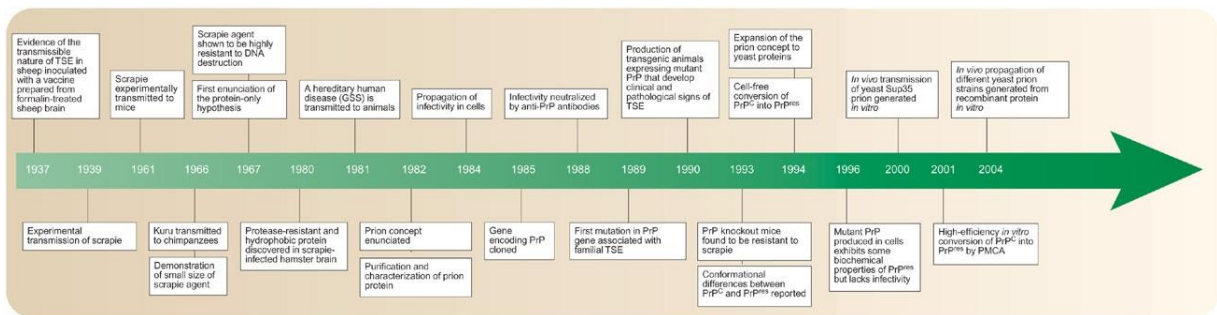 Evidence of the
transmissible
nature of TSE in
sheep inoculated
with a vaccine
prepared from
formalin-treated
sheep brain
Scrapie
experimentally
transmitted to
mice
Scrapie agent
shown to be highly
resistant to DNA
destruction
First enunciation of
the protein-only
hypothesis
A hereditary human
disease (GSS) is
transmitted to animals
Propagation of
infectivity in cells
Infectivity neutralized
by anti-PrP antibodies
Production of
transgenic animals
expressing mutant
PrP that develop
clinical and
pathological signs of
TSE
Expansion of the
prion concept to
yeast proteins
Cell-free
conversion of
PrPC into PrPres
In vivo transmission
of yeast Sup35
prion generated
in vitro
In vivo propagation of
different yeast prion
strains generated from
recombinant protein
in vitro
1937 1939 1961 1966 1967 1980 1981 1982 1984 1985 1988 1989 1990 1993 1994 1996 2000 2001 2004
Experimental
transmission of scrapie
Kuru transmitted
to chimpanzees
Demonstration
of small size of
scrapie agent
Protease-resistant and
hydrophobic protein
discovered in scrapie-
infected hamster brain
Prion concept
enunciated
Purification and
characterization of prion
protein
Gene
encoding PrP
cloned
First mutation in PrP
gene associated with
familial TSE
PrP knockout mice
found to be resistant to
scrapie
Conformational
differences between
PrPC and PrPres reported
Mutant PrP
produced in cells
exhibits some
biochemical
properties of PrPres
but lacks infectivity
High-efficiency in vitro
conversion of PrPC into
PrPres by PMCA